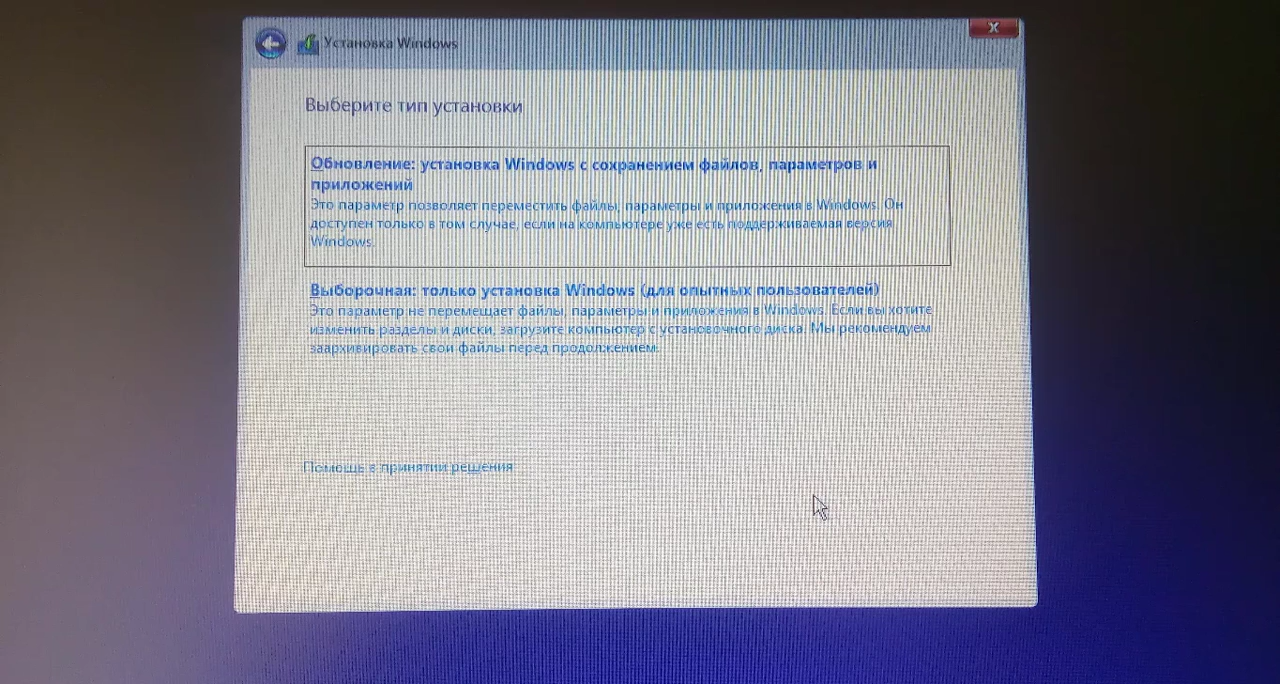 Установка Windows
Выберите тип установки
Обновление: установка Windows с сохранением файлов, параметров и
приложений
Это параметр позволяет переместить файлы, параметры и приложения в Windows. Он
доступен только в том случае, если на компьютере уже есть поддерживаемая версия
Windows.
Выборочная: только установка Windows (для опытных пользователей)
Это параметр не перемещает файлы, параметры и приложения в Windows. Если вы хотите
изменить разделы и диски, загрузите компьютер с установочного диска. Мы рекомендуем
заархивировать свои файлы перед продолжением.
Помощь в принятии решения